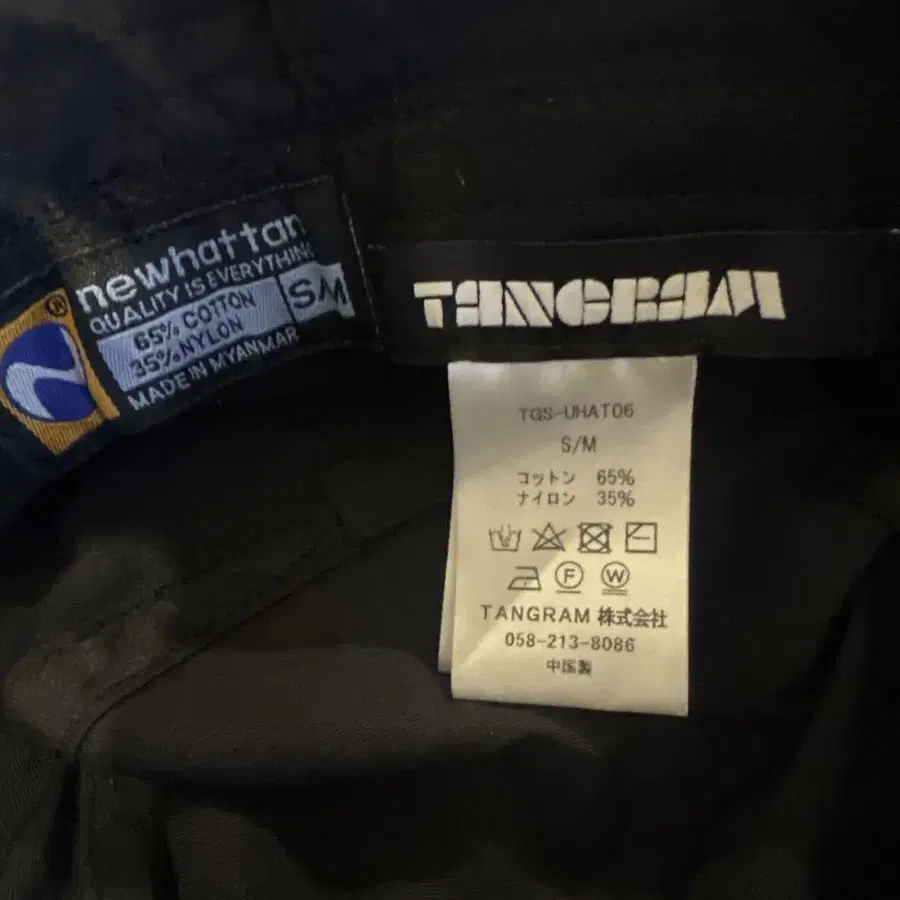 newhattan
QUALITY IS EVERYTHING
65% COTTON
35% NYLON
S/M
MADE IN MYANMAR
®
TANGRAM
TGS-UHAT06
S/M
コットン 65%
ナイロン 35%
F
W
TANGRAM 株式会社
058-213-8086
中国製